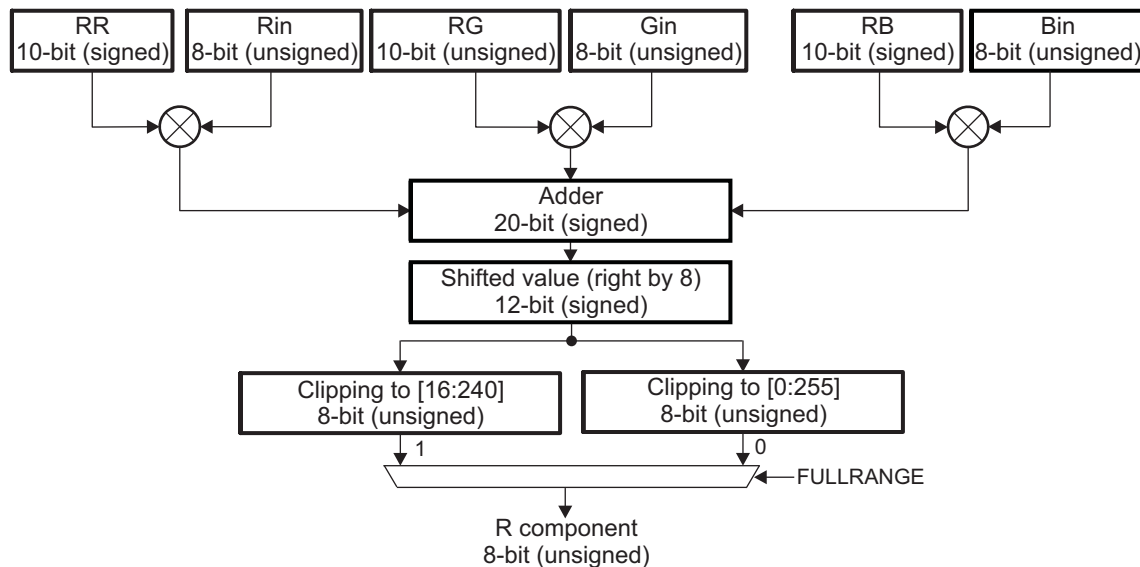 RR
10-bit (signed)
Rin
8-bit (unsigned)
RG
10-bit (unsigned)
Gin
8-bit (unsigned)
RB
10-bit (signed)
Bin
8-bit (unsigned)
Adder
20-bit (signed)
Shifted value (right by 8)
12-bit (signed)
Clipping to [16:240]
8-bit (unsigned)
Clipping to [0:255]
8-bit (unsigned)
1
0
FULLRANGE
R component
8-bit (unsigned)